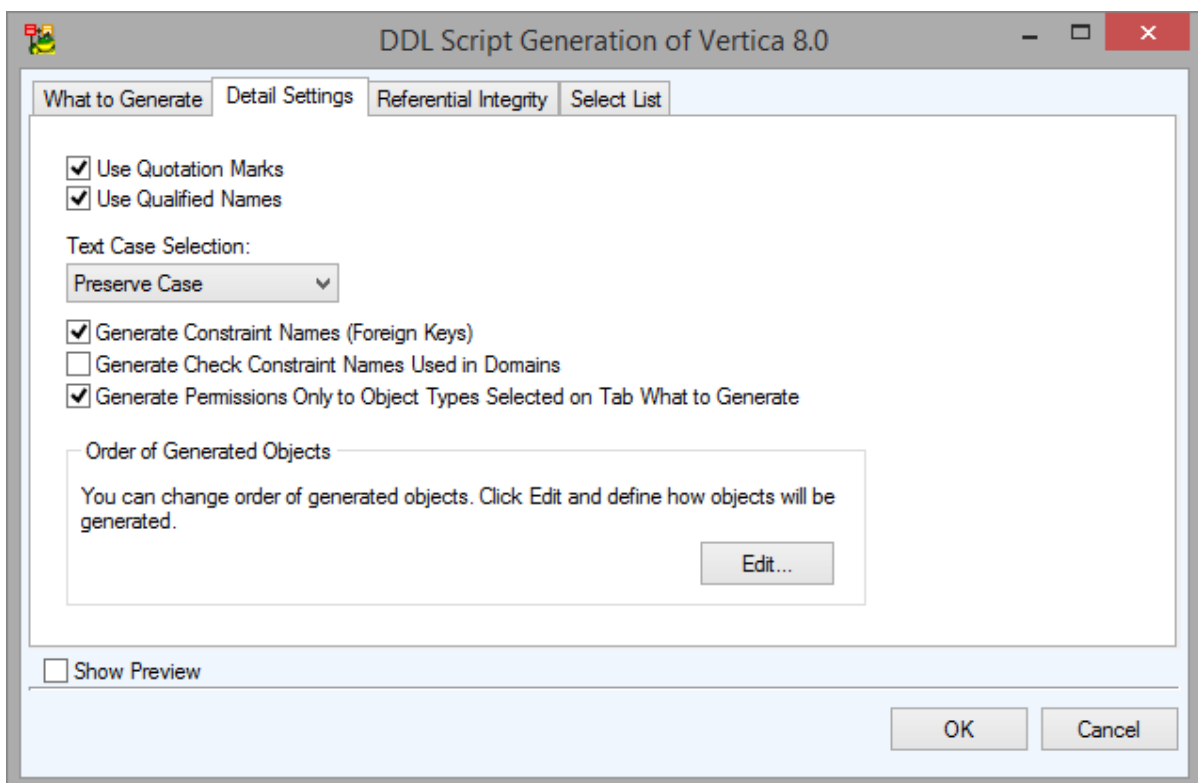 DDL Script Generation of Vertica 8.0
What to Generate Detail Settings Referential Integrity Select List
Use Quotation Marks
Use Qualified Names
Text Case Selection:
Preserve Case
Generate Constraint Names (Foreign Keys)
Generate Check Constraint Names Used in Domains
Generate Permissions Only to Object Types Selected on Tab What to Generate
Order of Generated Objects
You can change order of generated objects. Click Edit and define how objects will be
generated.
Edit...
Show Preview
OK Cancel